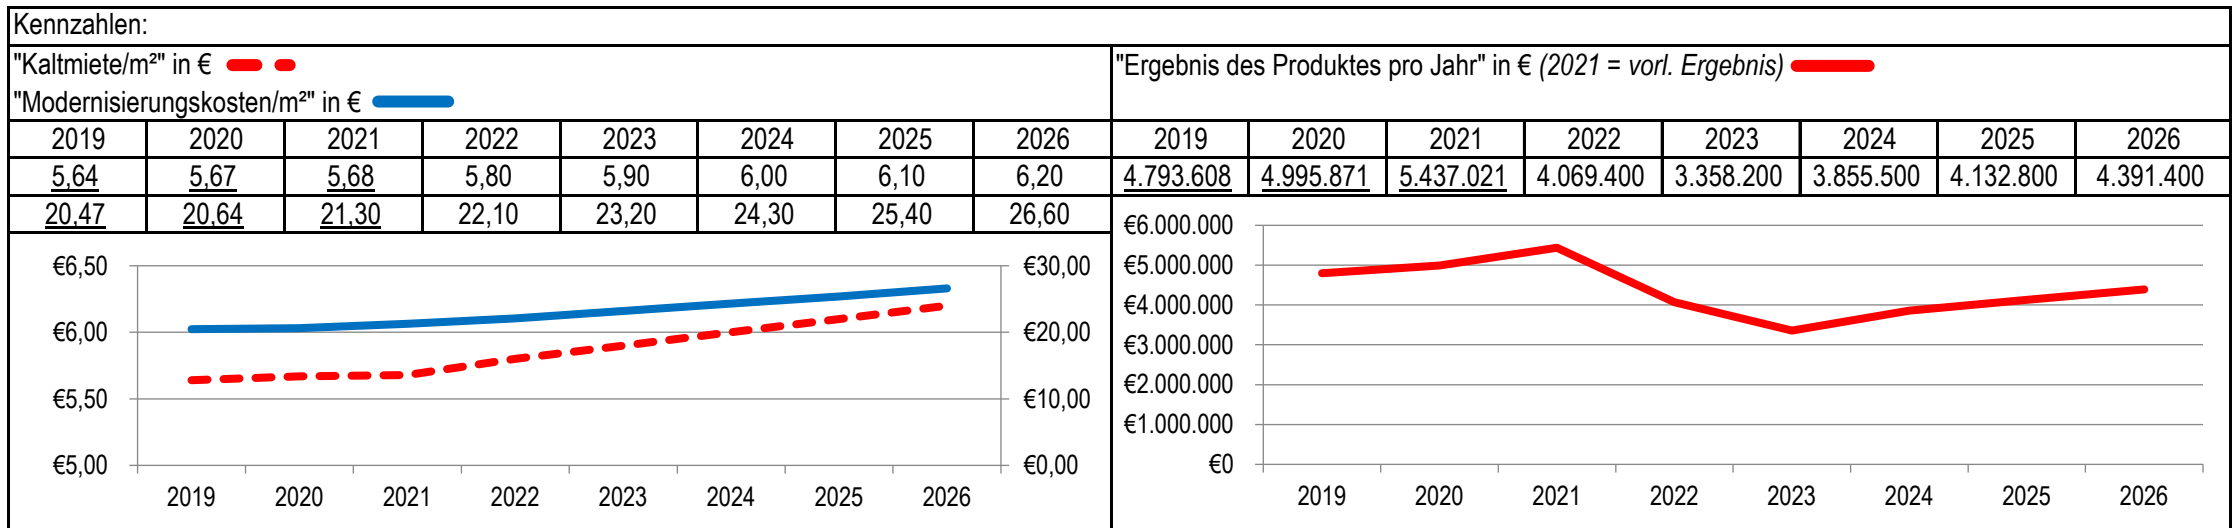 Kennzahlen:
"Kaltmiete/m²" in €
"Modernisierungskosten/m²" in €
2019 2020 2021 2022 2023 2024 2025 2026
5,64 5,67 5,68 5,80 5,90 6,00 6,10 6,20
20,47 20,64 21,30 22,10 23,20 24,30 25,40 26,60
€6,50
€6,00
€5,50
€5,00
€30,00
€20,00
€10,00
€0,00
2019 2020 2021 2022 2023 2024 2025 2026
"Ergebnis des Produktes pro Jahr" in € (2021 = vorl. Ergebnis)
2019 2020 2021 2022 2023 2024 2025 2026
4.793.608 4.995.871 5.437.021 4.069.400 3.358.200 3.855.500 4.132.800 4.391.400
€6.000.000
€5.000.000
€4.000.000
€3.000.000
€2.000.000
€1.000.000
€0
2019 2020 2021 2022 2023 2024 2025 2026